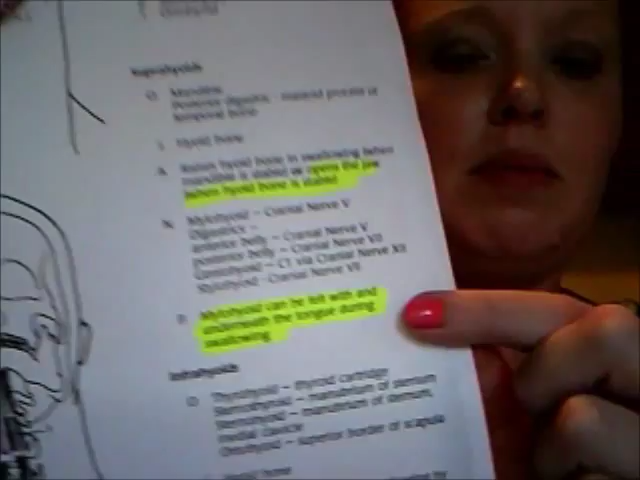 Suprahyoids
O Mandible
Posterior digastric - mastoid process of
temporal bone
I Hyoid bone
A Raises hyoid bone in swallowing (when
mandible is stable) or opens the jaw
(when hyoid bone is stable)
N Mylohyoid – Cranial Nerve V
Digastric –
anterior belly – Cranial Nerve V
posterior belly – Cranial Nerve VII
Geniohyoid – C1 via Cranial Nerve XII
Stylohyoid - Cranial Nerve VII
P Mylohyoid can be felt with end
underneath the tongue during
swallowing
Infrahyoids
O Thyrohyoid – thyroid cartilage
Sternohyoid – manubrium of sternum
Sternothyroid – manubrium of sternum,
medial clavicle
Omohyoid – superior border of scapula